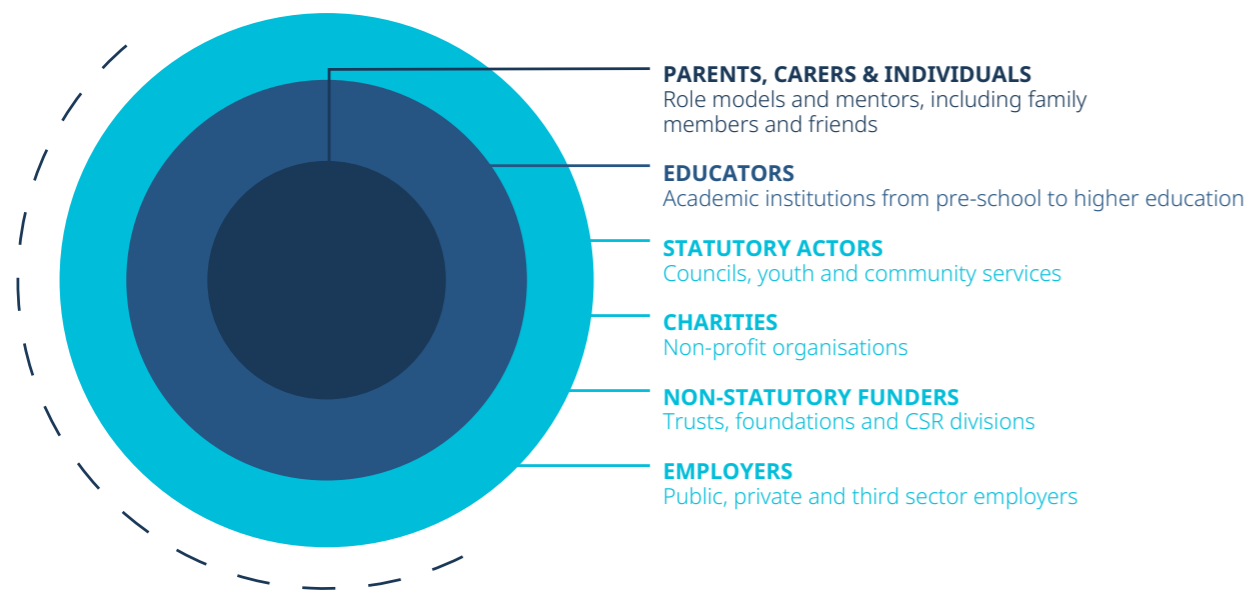 PARENTS, CARERS & INDIVIDUALS
Role models and mentors, including family
members and friends
EDUCATORS
Academic institutions from pre-school to higher education
STATUTORY ACTORS
Councils, youth and community services
CHARITIES
Non-profit organisations
NON-STATUTORY FUNDERS
Trusts, foundations and CSR divisions
EMPLOYERS
Public, private and third sector employers